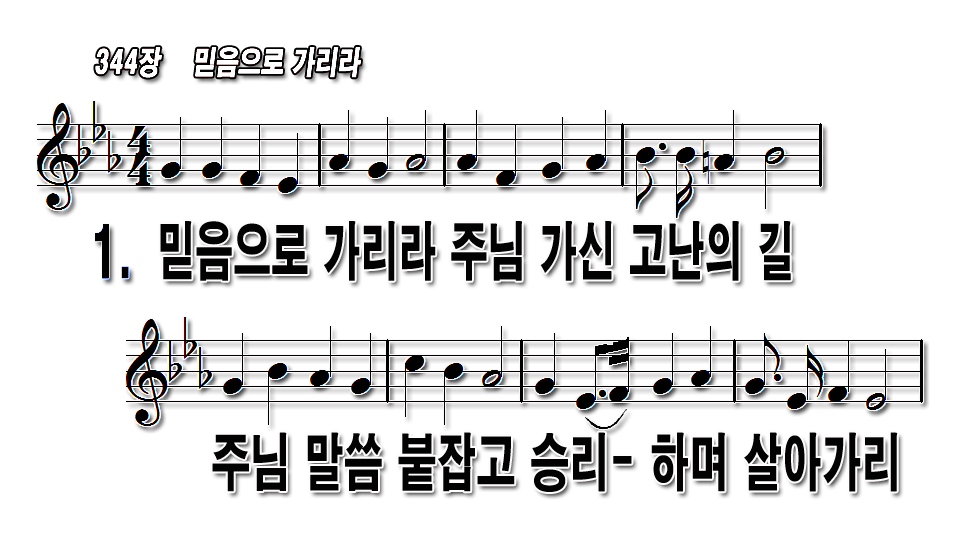 344장 믿음으로 가리라
4
4
1. 믿음으로 가리라 주님 가신 고난의 길
주님 말씀 붙잡고 승리- 하며 살아가리